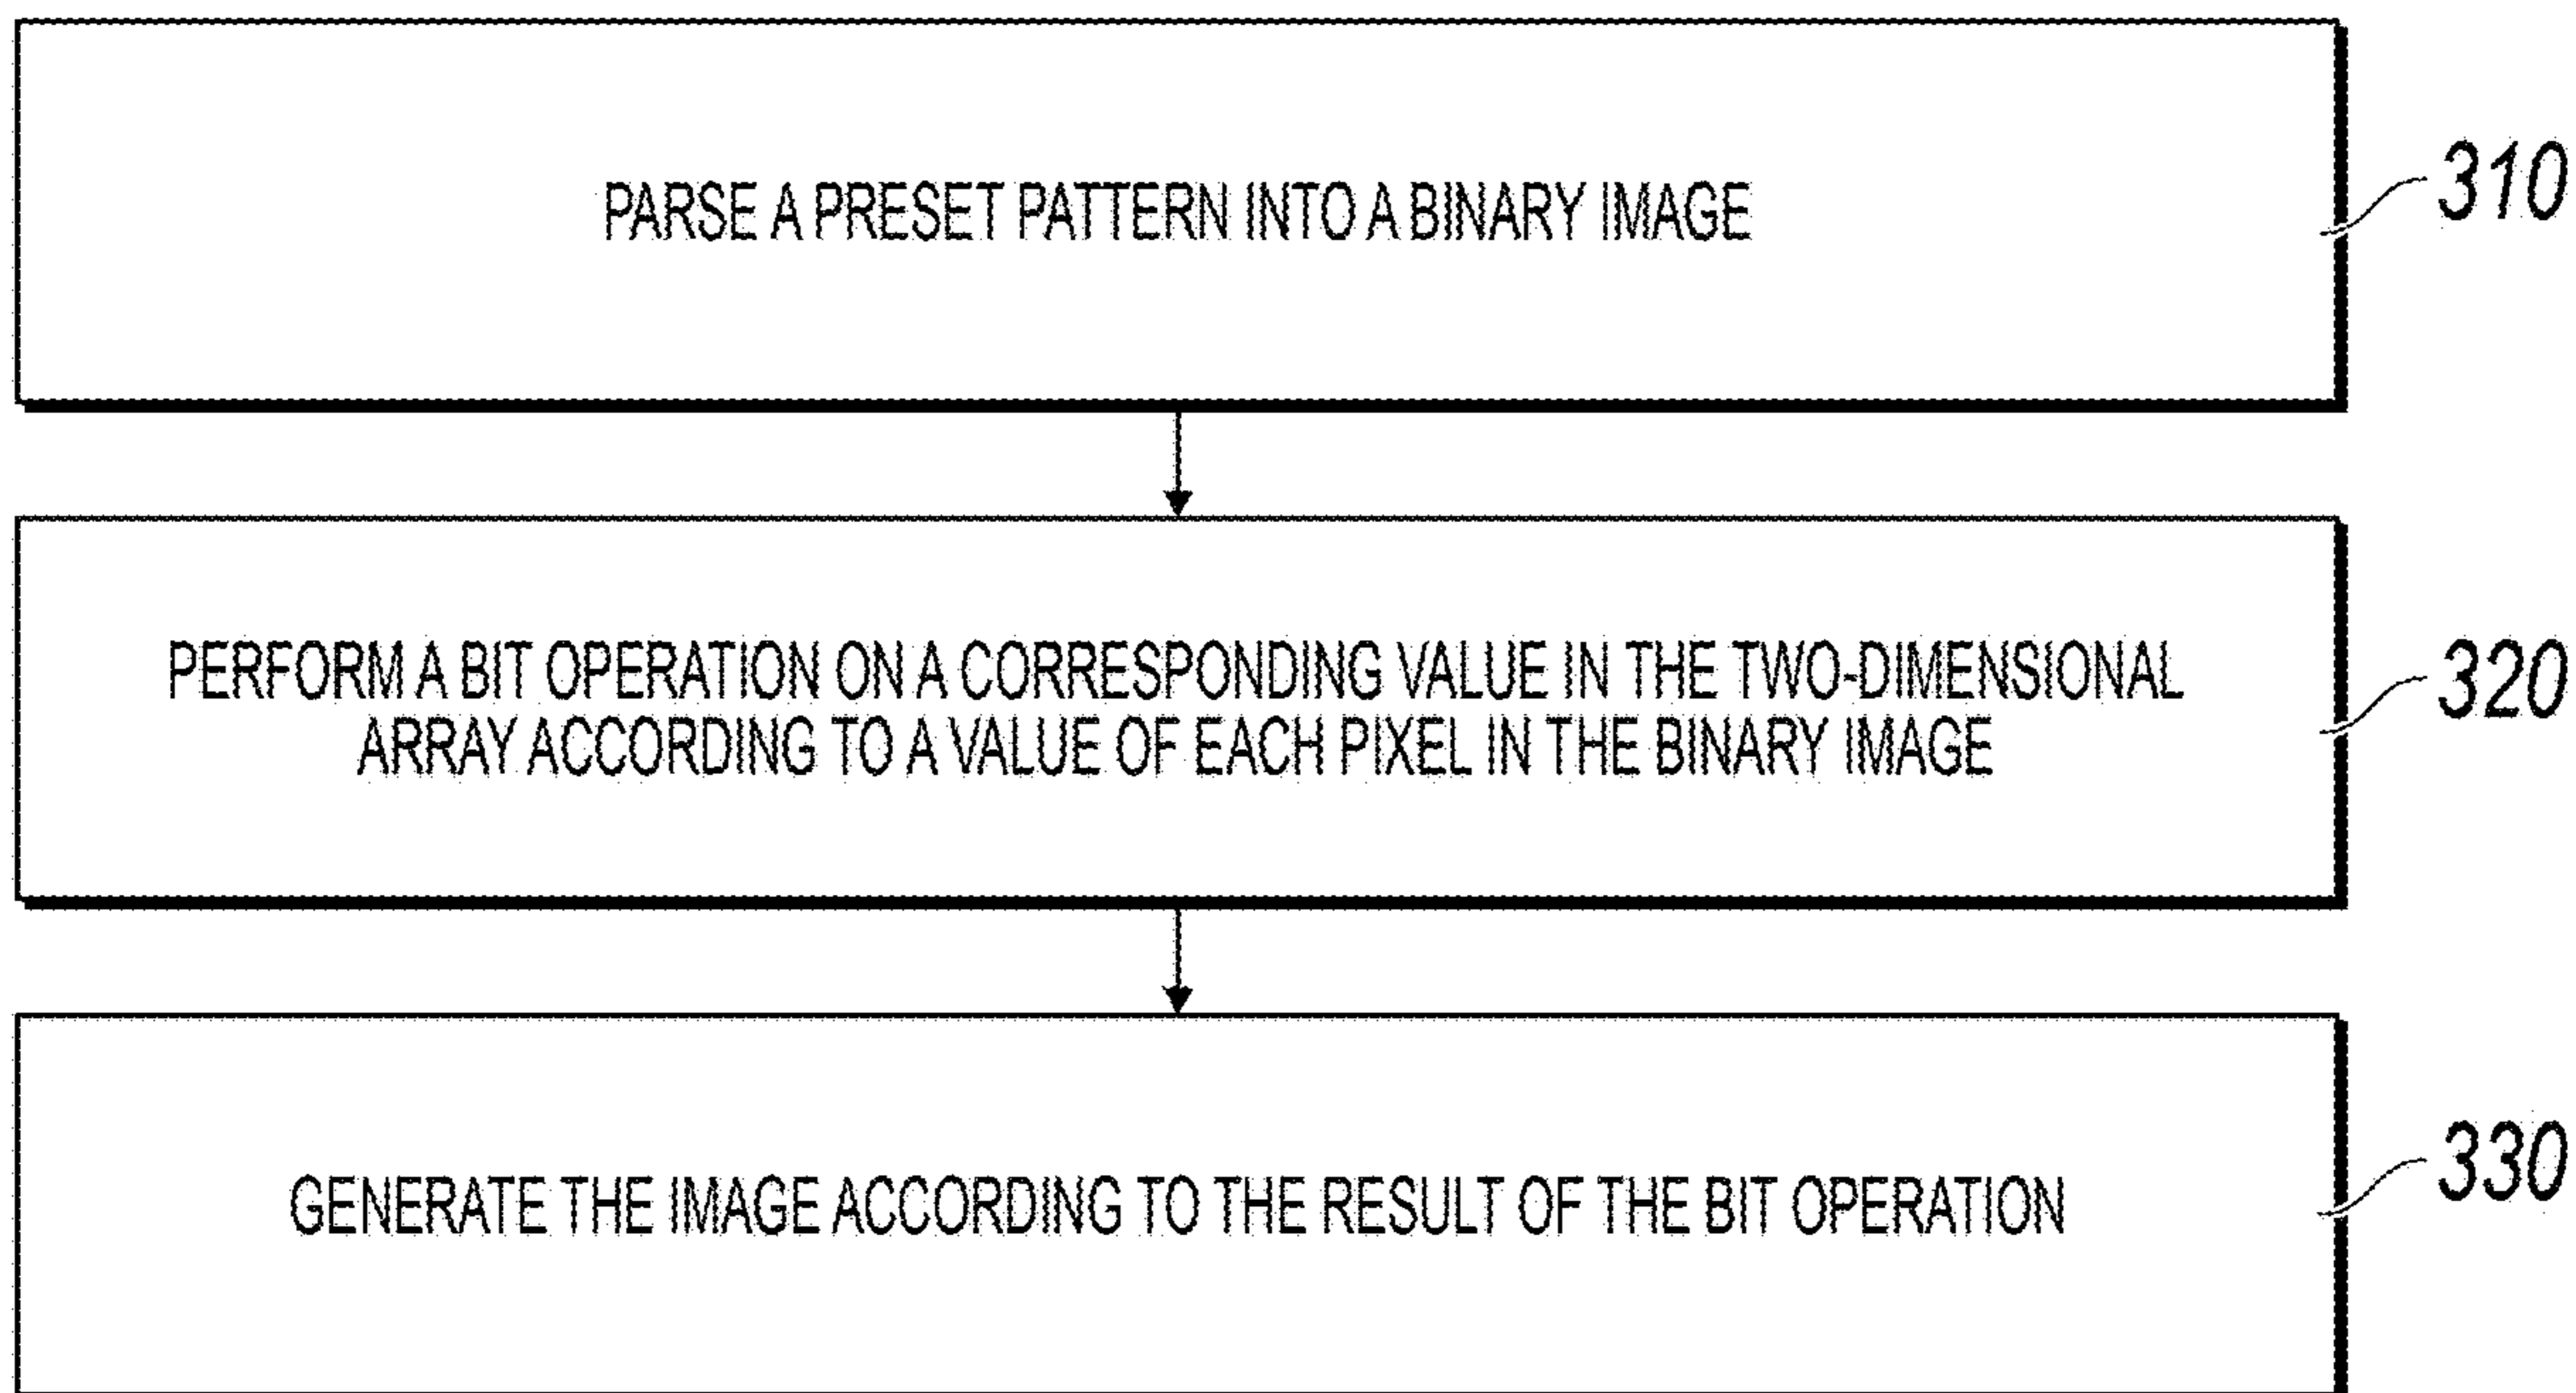 PARSE A PRESET PATTERN INTO A BINARY IMAGE
310
PERFORM A BIT OPERATION ON A CORRESPONDING VALUE IN THE TWO-DIMENSIONAL
ARRAY ACCORDING TO A VALUE OF EACH PIXEL IN THE BINARY IMAGE
320
GENERATE THE IMAGE ACCORDING TO THE RESULT OF THE BIT OPERATION
330